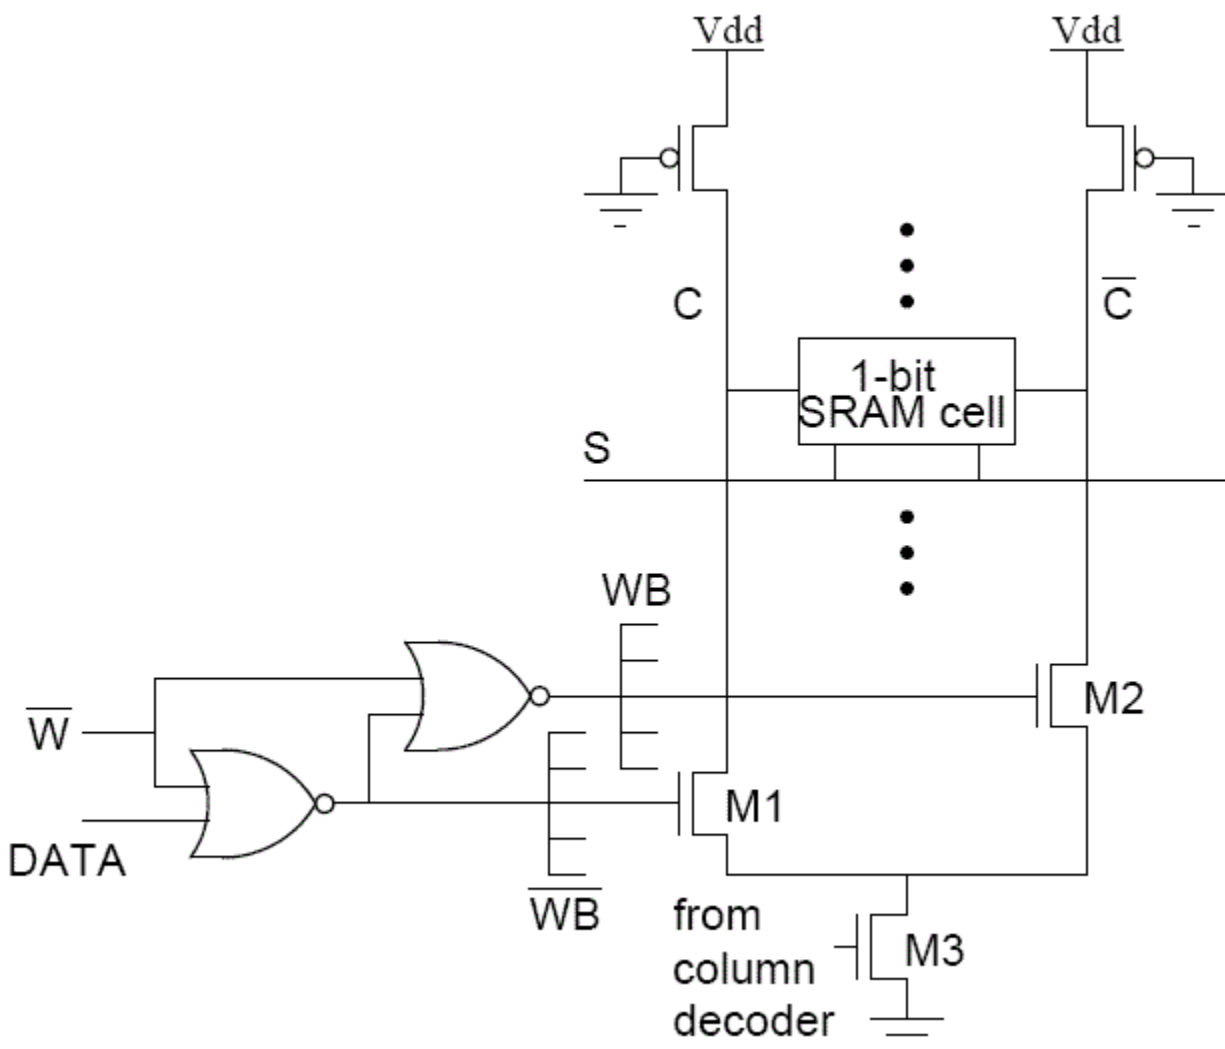 Vdd
Vdd
C
C̅
1-bit
SRAM cell
S
WB
W̅
M2
M1
DATA
W̅B̅
from
column
decoder
M3